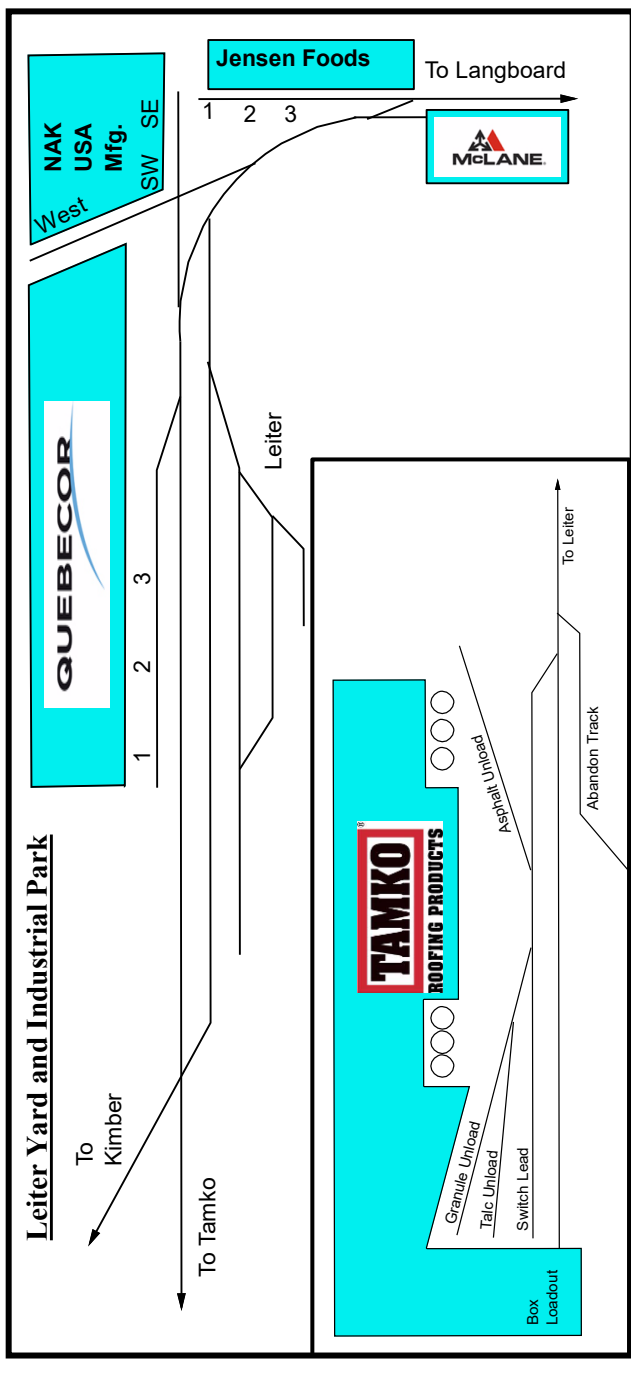 Leiter Yard and Industrial Park
To
Kimber
To Tamko
QUEBECOR
1 2 3
West
NAK
USA
Mfg.
SW SE
Jensen Foods
1 2 3
To Langboard
McLANE
Leiter
TAMKO®
ROOFING PRODUCTS
Granule Unload
Talc Unload
Switch Lead
Box
Loadout
Asphalt Unload
Abandon Track
To Leiter